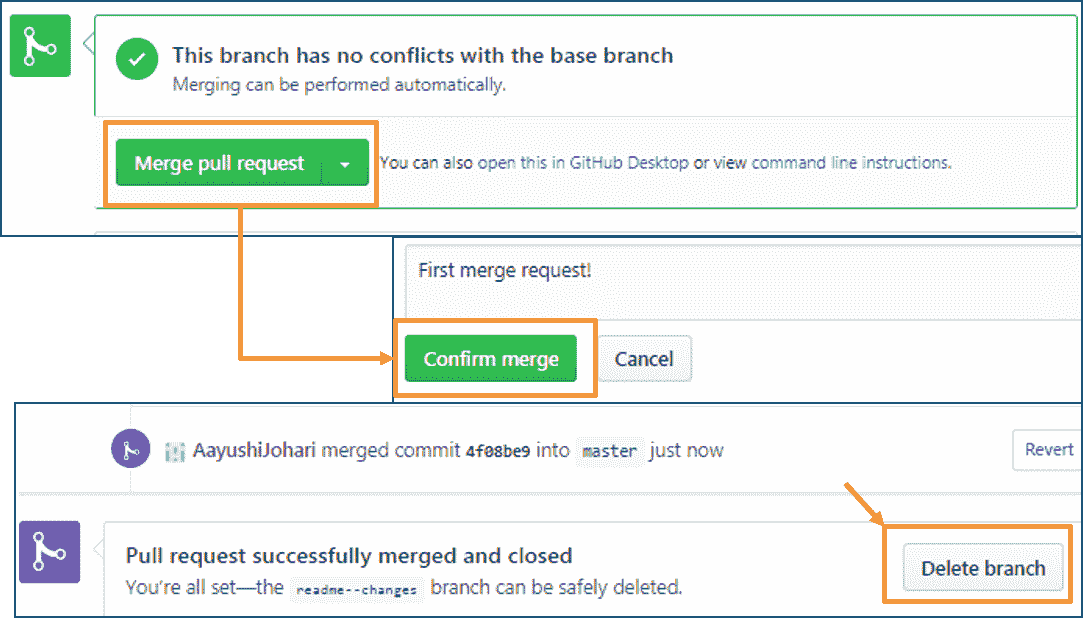 This branch has no conflicts with the base branch
Merging can be performed automatically.
Merge pull request
You can also open this in GitHub Desktop or view command line instructions.
First merge request!
Confirm merge
Cancel
AayushiJohari merged commit 4f08be9 into master just now
Revert
Pull request successfully merged and closed
You're all set—the readme--changes branch can be safely deleted.
Delete branch